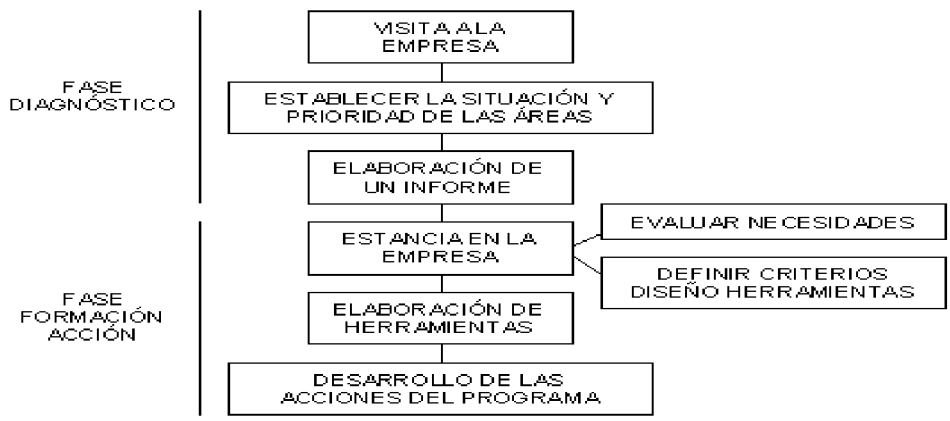 VISITA A LA
EMPRESA
FASE
DIAGNÓSTICO
ESTABLECER LA SITUACIÓN Y
PRIORIDAD DE LAS ÁREAS
ELABORACIÓN DE
UN INFORME
ESTANCIA EN LA
EMPRESA
EVALUAR NECESIDADES
DEFINIR CRITERIOS
DISEÑO HERRAMIENTAS
FASE
FORMACIÓN
ACCIÓN
ELABORACIÓN DE
HERRAMIENTAS
DESARROLLO DE LAS
ACCIONES DEL PROGRAMA